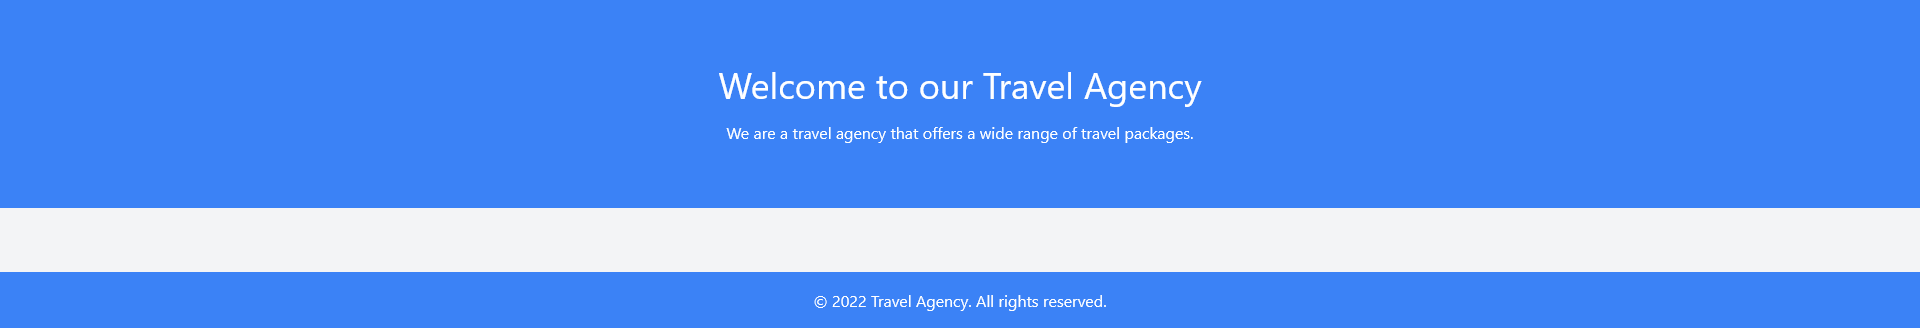 Welcome to our Travel Agency
We are a travel agency that offers a wide range of travel packages.
© 2022 Travel Agency. All rights reserved.